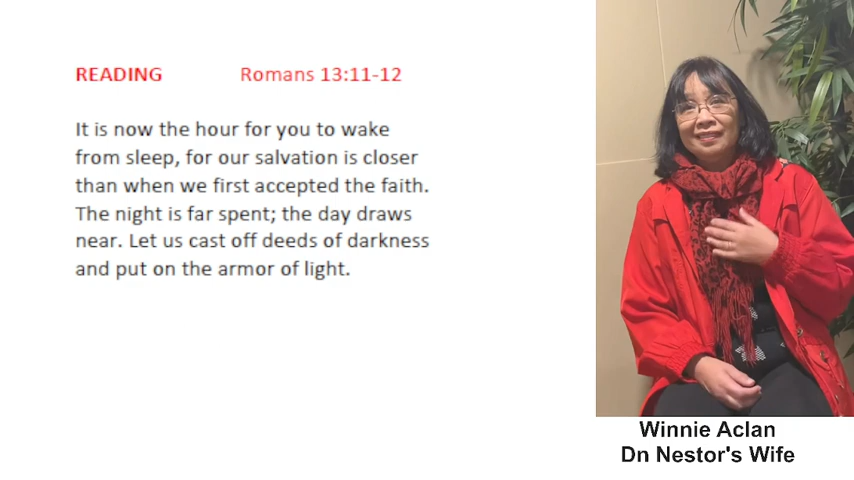 READING Romans 13:11-12
It is now the hour for you to wake
from sleep, for our salvation is closer
than when we first accepted the faith.
The night is far spent; the day draws
near. Let us cast off deeds of darkness
and put on the armor of light.
Winnie Aclan
Dn Nestor's Wife